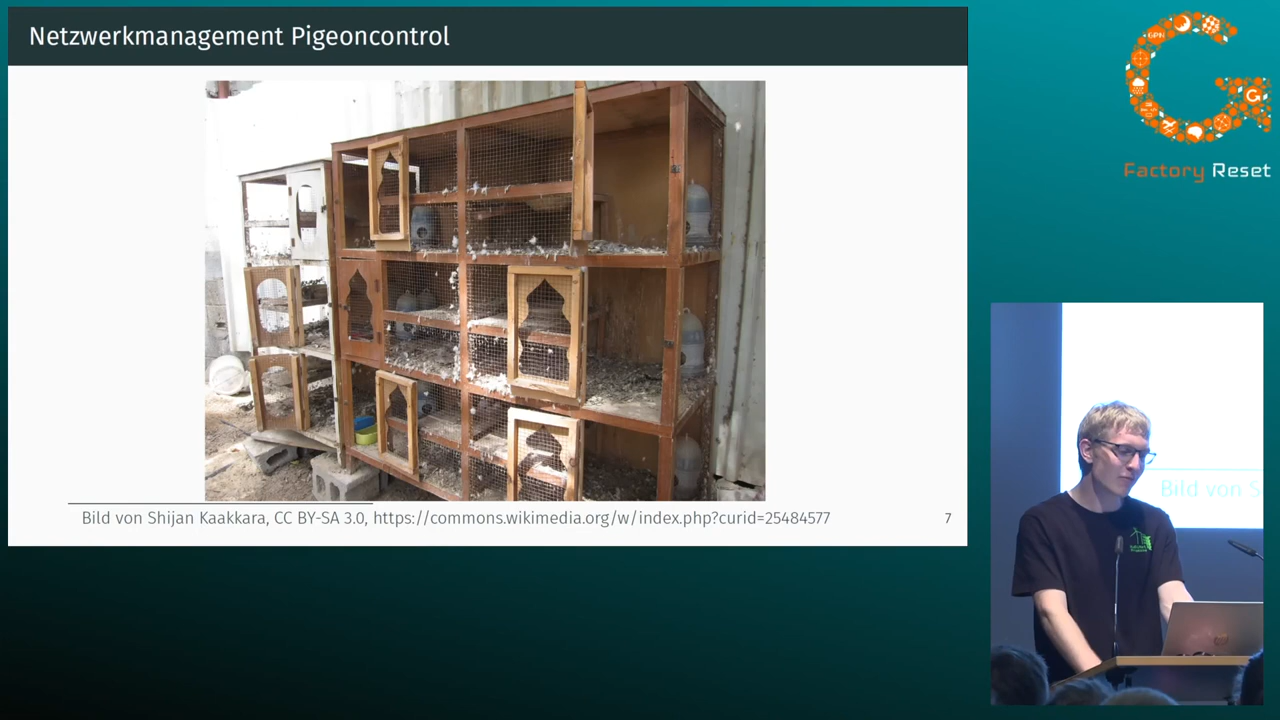 Netzwerkmanagement Pigeoncontrol
Bild von Shijan Kaakkara, CC BY-SA 3.0, https://commons.wikimedia.org/w/index.php?curid=25484577
7
GPN
Factory Reset
Bild von S